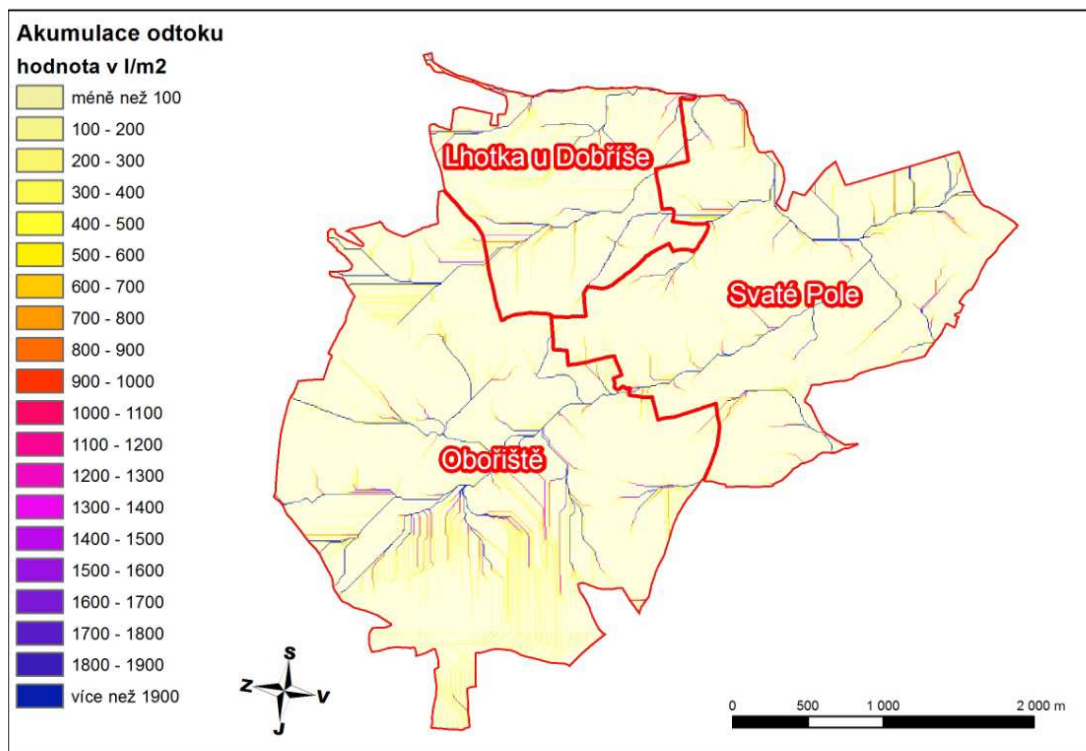 Akumulace odtoku
hodnota v l/m2
méně než 100
100 - 200
200 - 300
300 - 400
400 - 500
500 - 600
600 - 700
700 - 800
800 - 900
900 - 1000
1000 - 1100
1100 - 1200
1200 - 1300
1300 - 1400
1400 - 1500
1500 - 1600
1600 - 1700
1700 - 1800
1800 - 1900
více než 1900
Lhotka u Dobříše
Svaté Pole
Obořiště
S
Z
V
J
0 500 1 000 2 000 m